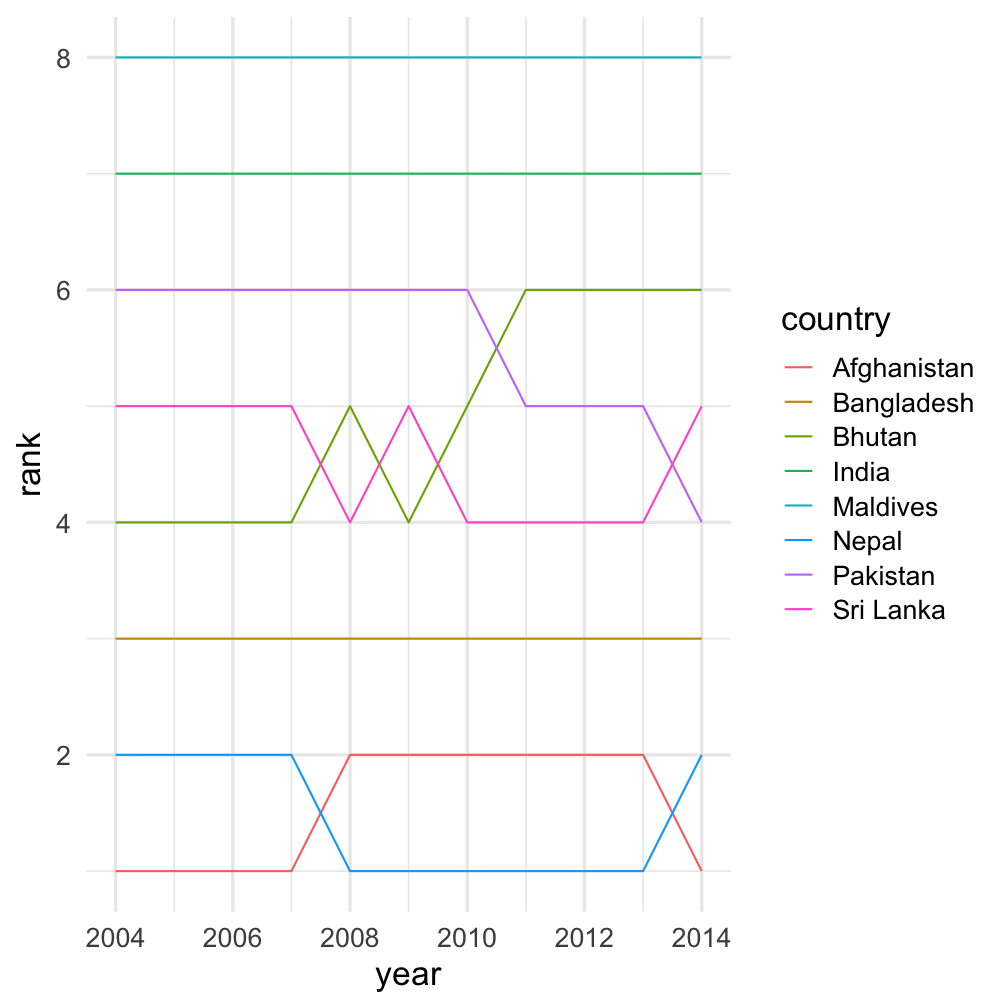 8
6
4
2
rank
2004 2006 2008 2010 2012 2014
year
country
Afghanistan
Bangladesh
Bhutan
India
Maldives
Nepal
Pakistan
Sri Lanka